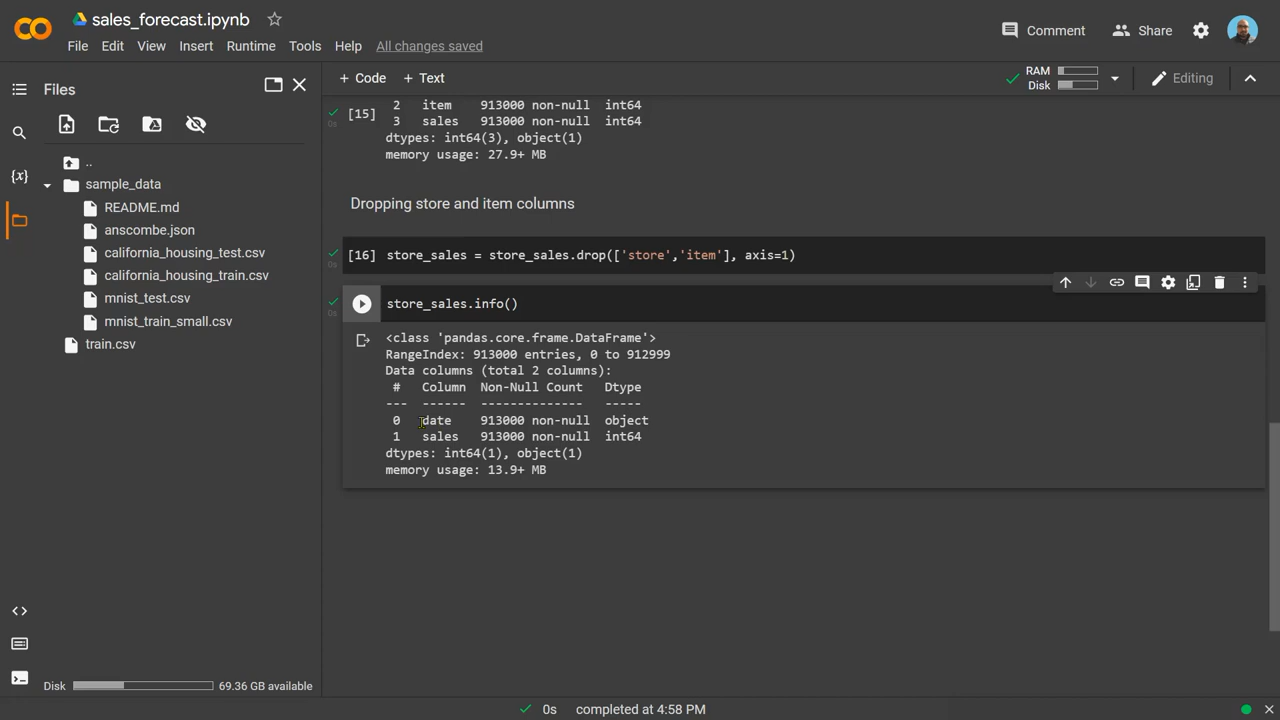 sales_forecast.ipynb
File Edit View Insert Runtime Tools Help All changes saved
Comment Share
Files
+ Code + Text
RAM
Disk
Editing
..
sample_data
README.md
anscombe.json
california_housing_test.csv
california_housing_train.csv
mnist_test.csv
mnist_train_small.csv
train.csv
Disk 69.36 GB available
[15]
0s
2 item 913000 non-null int64
3 sales 913000 non-null int64
dtypes: int64(3), object(1)
memory usage: 27.9+ MB
Dropping store and item columns
0s
[16] store_sales = store_sales.drop(['store','item'], axis=1)
0s
store_sales.info()
<class 'pandas.core.frame.DataFrame'>
RangeIndex: 913000 entries, 0 to 912999
Data columns (total 2 columns):
# Column Non-Null Count Dtype
--- ------ -------------- -----
0 date 913000 non-null object
1 sales 913000 non-null int64
dtypes: int64(1), object(1)
memory usage: 13.9+ MB
0s completed at 4:58 PM